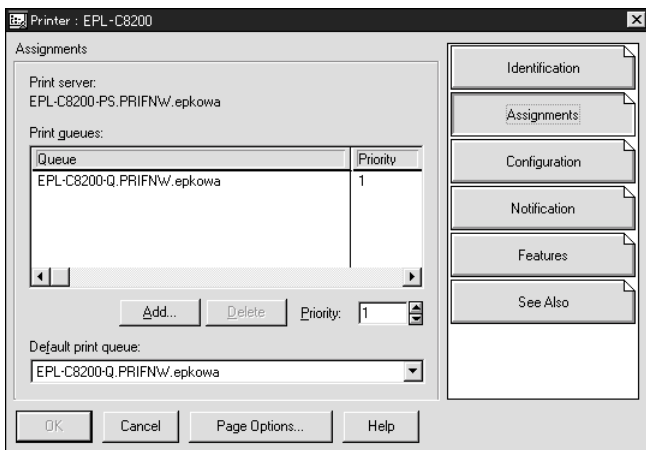 Printer : EPL-C8200
Assignments
Print server:
EPL-C8200-PS.PRIFNW.epkowa
Print queues:
Queue Priority
EPL-C8200-Q.PRIFNW.epkowa 1
Add... Delete Priority: 1
Default print queue:
EPL-C8200-Q.PRIFNW.epkowa
OK Cancel Page Options... Help
Identification
Assignments
Configuration
Notification
Features
See Also